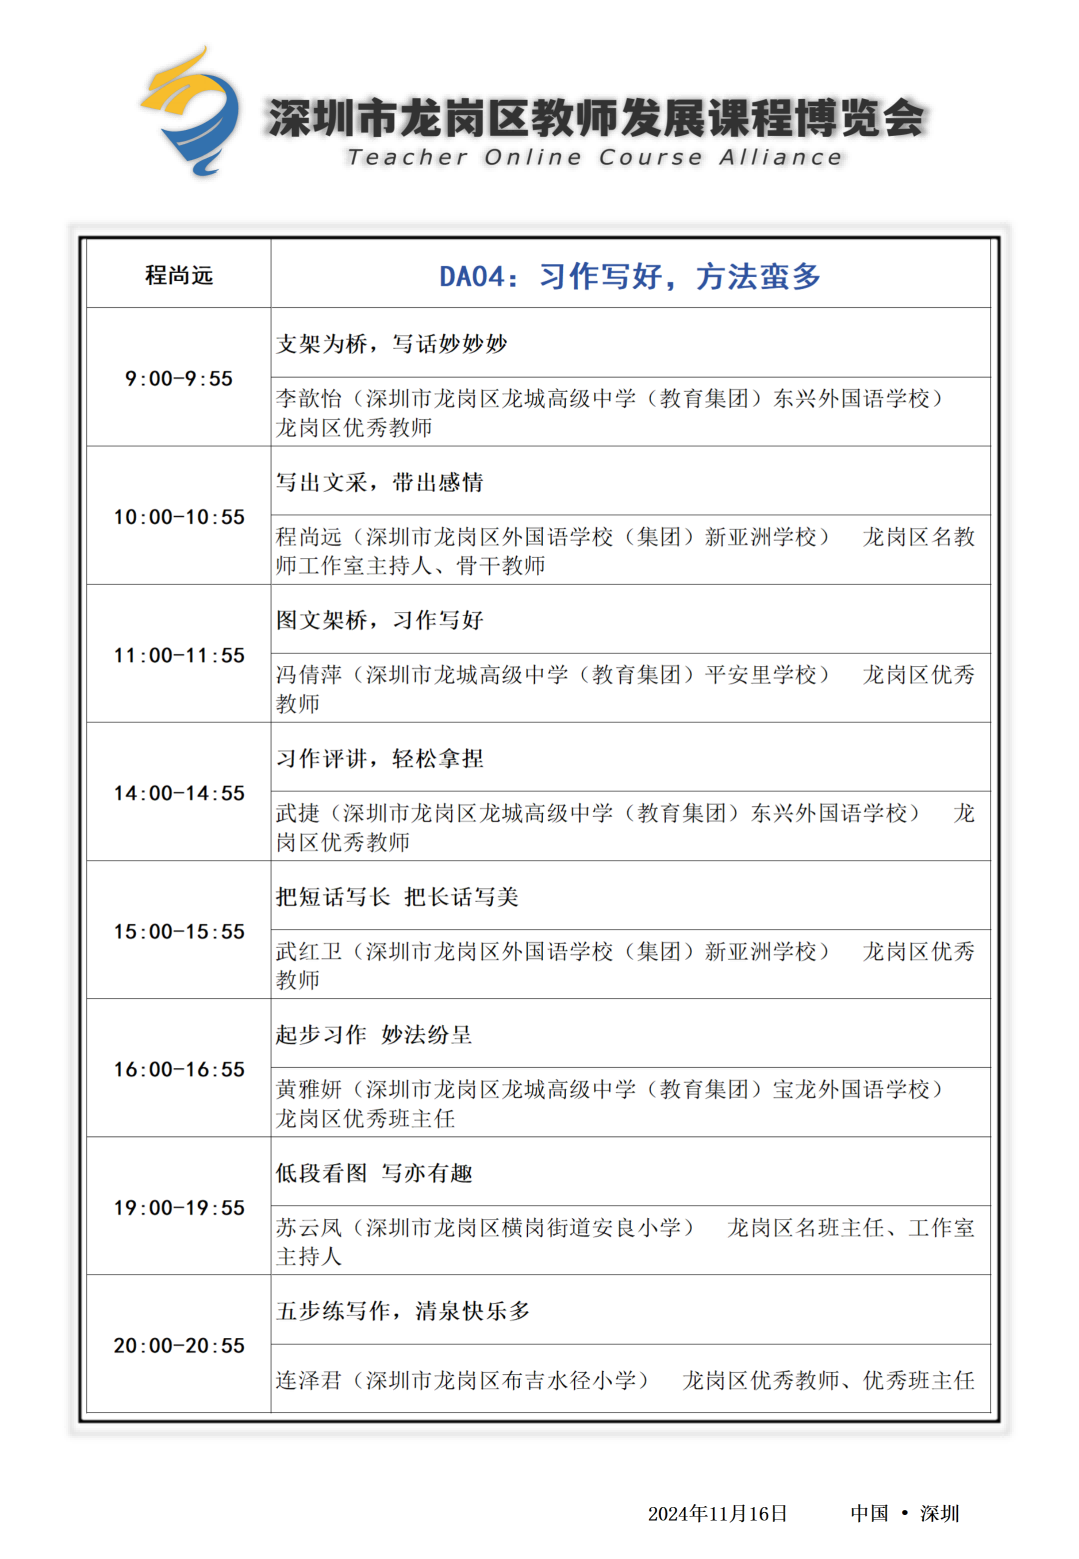 深圳市龙岗区教师发展课程博览会
Teacher Online Course Alliance
程尚远
DA04：习作写好，方法蛮多
9:00-9:55
支架为桥，写话妙妙妙
李歆怡（深圳市龙岗区龙城高级中学（教育集团）东兴外国语学校）
龙岗区优秀教师
10:00-10:55
写出文采，带出感情
程尚远（深圳市龙岗区外国语学校（集团）新亚洲学校） 龙岗区名教
师工作室主持人、骨干教师
11:00-11:55
图文架桥，习作写好
冯倩萍（深圳市龙城高级中学（教育集团）平安里学校） 龙岗区优秀
教师
14:00-14:55
习作评讲，轻松拿捏
武捷（深圳市龙岗区龙城高级中学（教育集团）东兴外国语学校） 龙
岗区优秀教师
15:00-15:55
把短话写长 把长话写美
武红卫（深圳市龙岗区外国语学校（集团）新亚洲学校） 龙岗区优秀
教师
16:00-16:55
起步习作 妙法纷呈
黄雅妍（深圳市龙岗区龙城高级中学（教育集团）宝龙外国语学校）
龙岗区优秀班主任
19:00-19:55
低段看图 写亦有趣
苏云凤（深圳市龙岗区横岗街道安良小学） 龙岗区名班主任、工作室
主持人
20:00-20:55
五步练写作，清泉快乐多
连泽君（深圳市龙岗区布吉水径小学） 龙岗区优秀教师、优秀班主任
2024年11月16日 中国 • 深圳